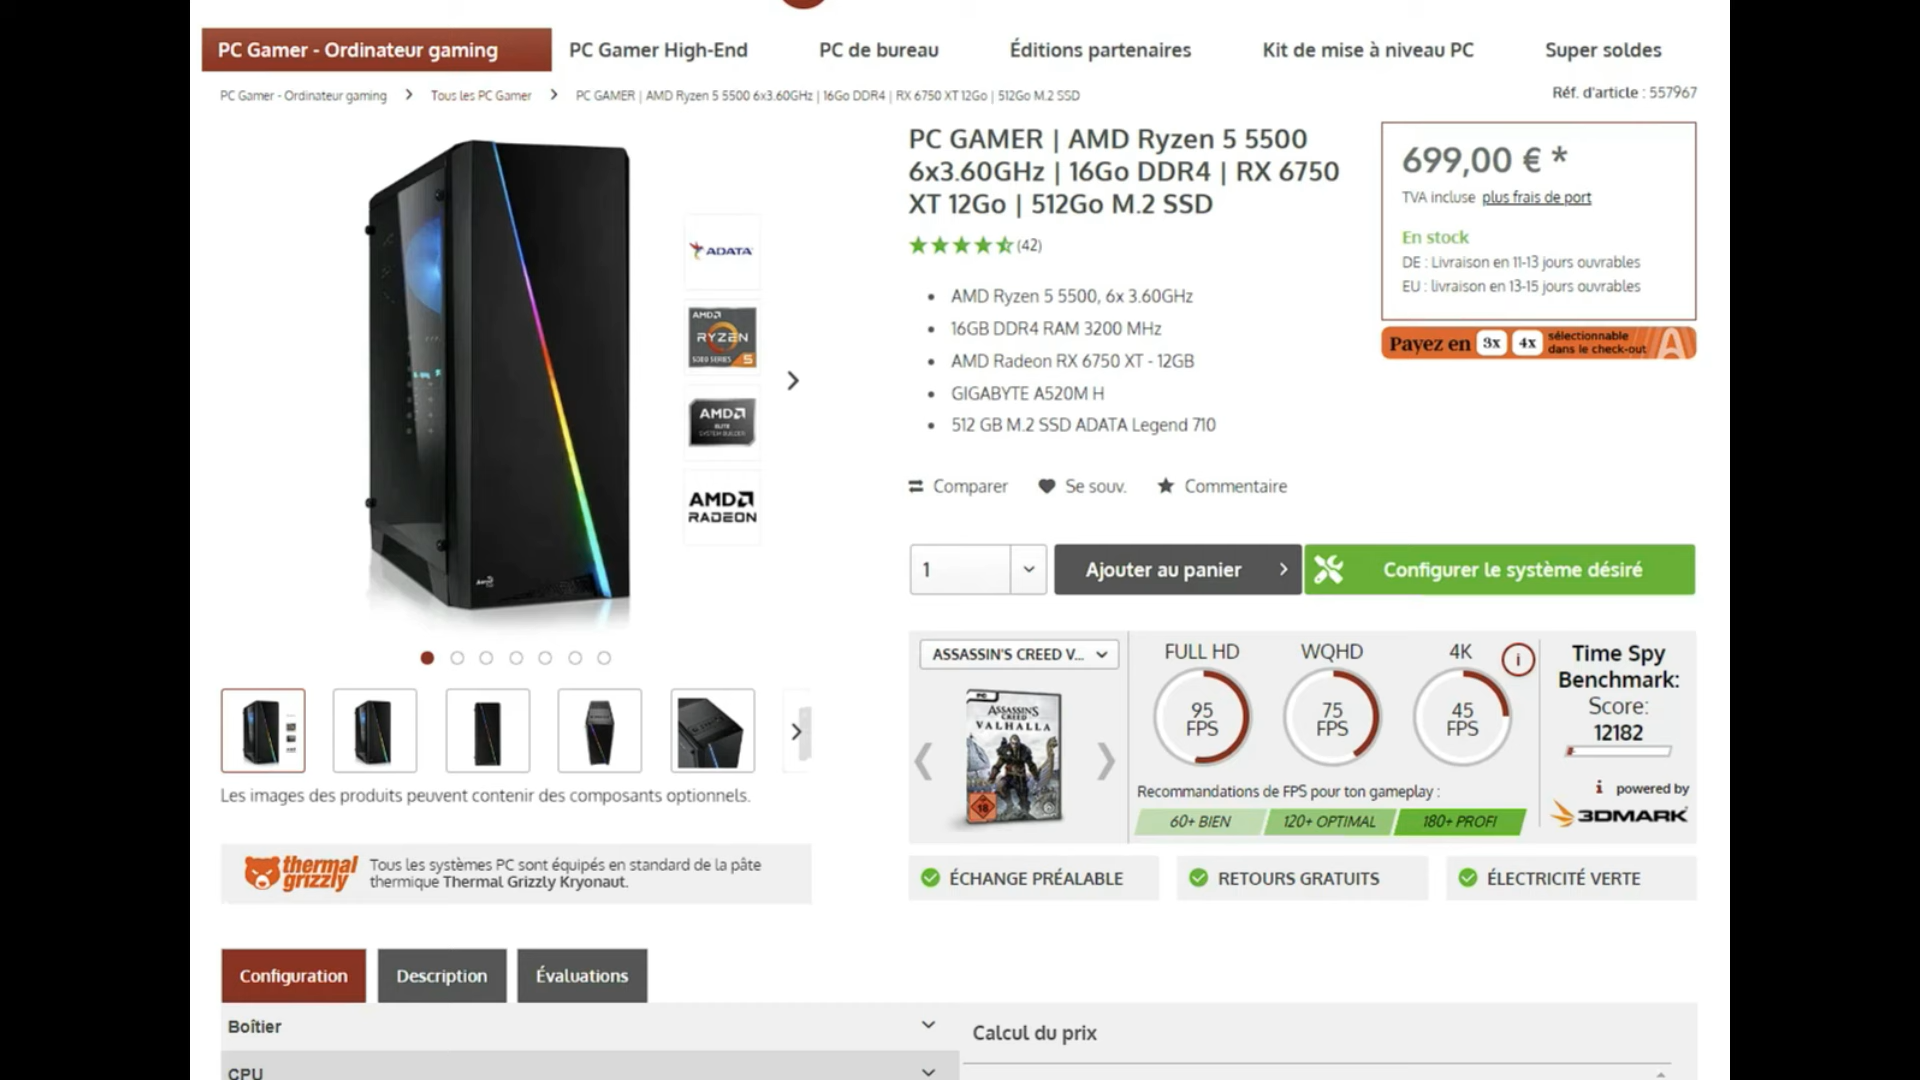 PC Gamer - Ordinateur gaming
PC Gamer High-End
PC de bureau
Éditions partenaires
Kit de mise à niveau PC
Super soldes
PC Gamer - Ordinateur gaming > Tous les PC Gamer > PC GAMER | AMD Ryzen 5 5500 6x3.60GHz | 16Go DDR4 | RX 6750 XT 12Go | 512Go M.2 SSD
Réf. d'article : 557967
ADATA
AMD
RYZEN
5000 SERIES 5
AMD
ELITE
SYSTEM BUILDER
AMD
RADEON
PC GAMER | AMD Ryzen 5 5500
6x3.60GHz | 16Go DDR4 | RX 6750
XT 12Go | 512Go M.2 SSD
(42)
AMD Ryzen 5 5500, 6x 3.60GHz
16GB DDR4 RAM 3200 MHz
AMD Radeon RX 6750 XT - 12GB
GIGABYTE A520M H
512 GB M.2 SSD ADATA Legend 710
699,00 € *
TVA incluse plus frais de port
En stock
DE : Livraison en 11-13 jours ouvrables
EU : livraison en 13-15 jours ouvrables
Payez en 3x 4x sélectionnable
dans le check-out
Comparer
Se souv.
Commentaire
1
Ajouter au panier
Configurer le système désiré
ASSASSIN'S CREED V...
PC
ASSASSIN'S
CREED
VALHALLA
18
FULL HD
95
FPS
WQHD
75
FPS
4K
45
FPS
i
Recommandations de FPS pour ton gameplay :
60+ BIEN
120+ OPTIMAL
180+ PROFI
Time Spy
Benchmark:
Score:
12182
i powered by
3DMARK
Les images des produits peuvent contenir des composants optionnels.
thermal
grizzly
Tous les systèmes PC sont équipés en standard de la pâte
thermique Thermal Grizzly Kryonaut.
ÉCHANGE PRÉALABLE
RETOURS GRATUITS
ÉLECTRICITÉ VERTE
Configuration
Description
Évaluations
Boîtier
CPU
Calcul du prix